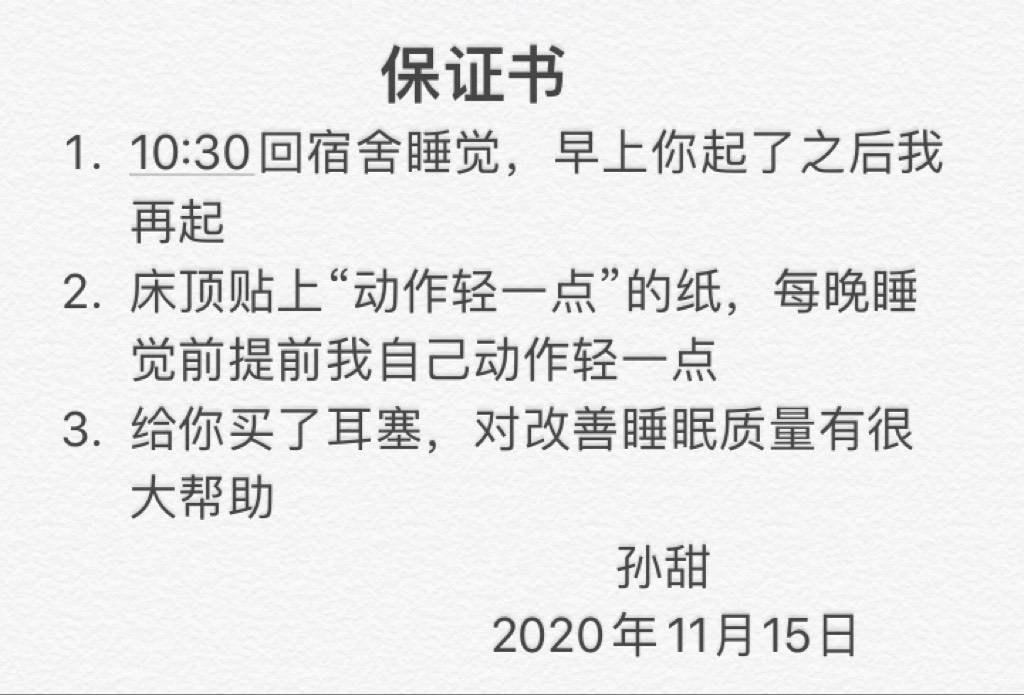 保证书
1. 10:30回宿舍睡觉，早上你起了之后我
再起
2. 床顶贴上“动作轻一点”的纸，每晚睡
觉前提前我自己动作轻一点
3. 给你买了耳塞，对改善睡眠质量有很
大帮助
孙甜
2020年11月15日